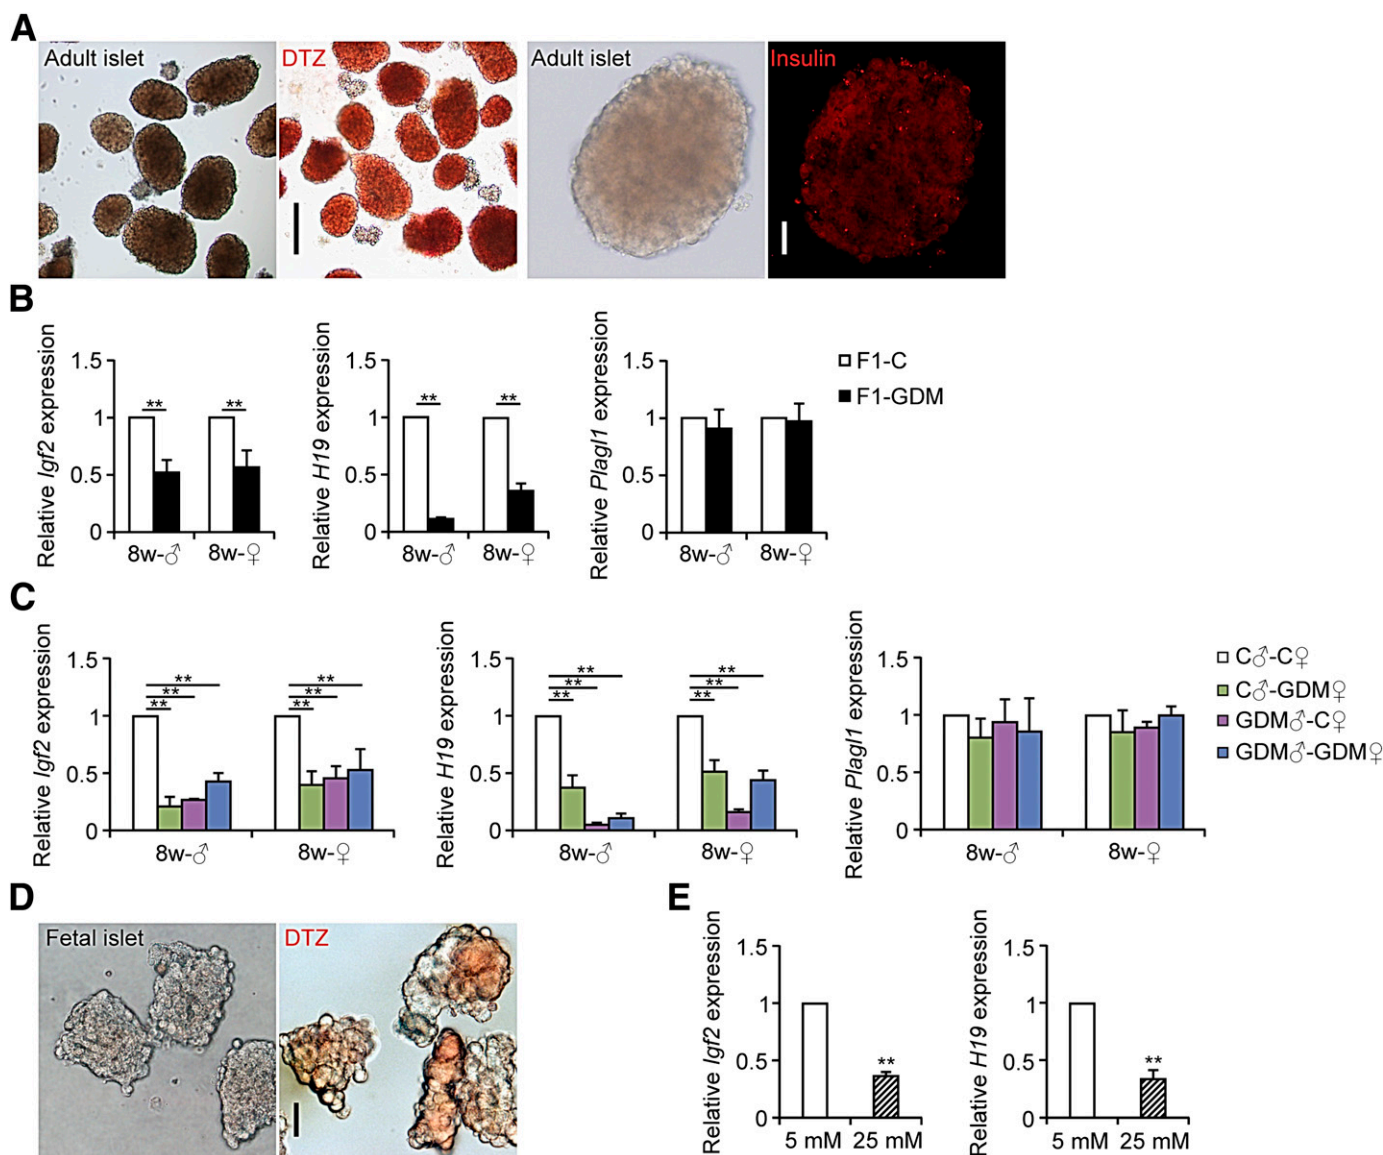 A
Adult islet
DTZ
Adult islet
Insulin
B
Relative Igf2 expression
1.5
1
0.5
0
**
**
8w-♂
8w-♀
Relative H19 expression
1.5
1
0.5
0
**
**
8w-♂
8w-♀
Relative Plagl1 expression
1.5
1
0.5
0
8w-♂
8w-♀
F1-C
F1-GDM
C
Relative Igf2 expression
1.5
1
0.5
0
**
**
**
**
**
**
8w-♂
8w-♀
Relative H19 expression
1.5
1
0.5
0
**
**
**
**
**
**
8w-♂
8w-♀
Relative Plagl1 expression
1.5
1
0.5
0
8w-♂
8w-♀
C♂-C♀
C♂-GDM♀
GDM♂-C♀
GDM♂-GDM♀
D
Fetal islet
DTZ
E
Relative Igf2 expression
1.5
1
0.5
0
**
5 mM 25 mM
Relative H19 expression
1.5
1
0.5
0
**
5 mM 25 mM